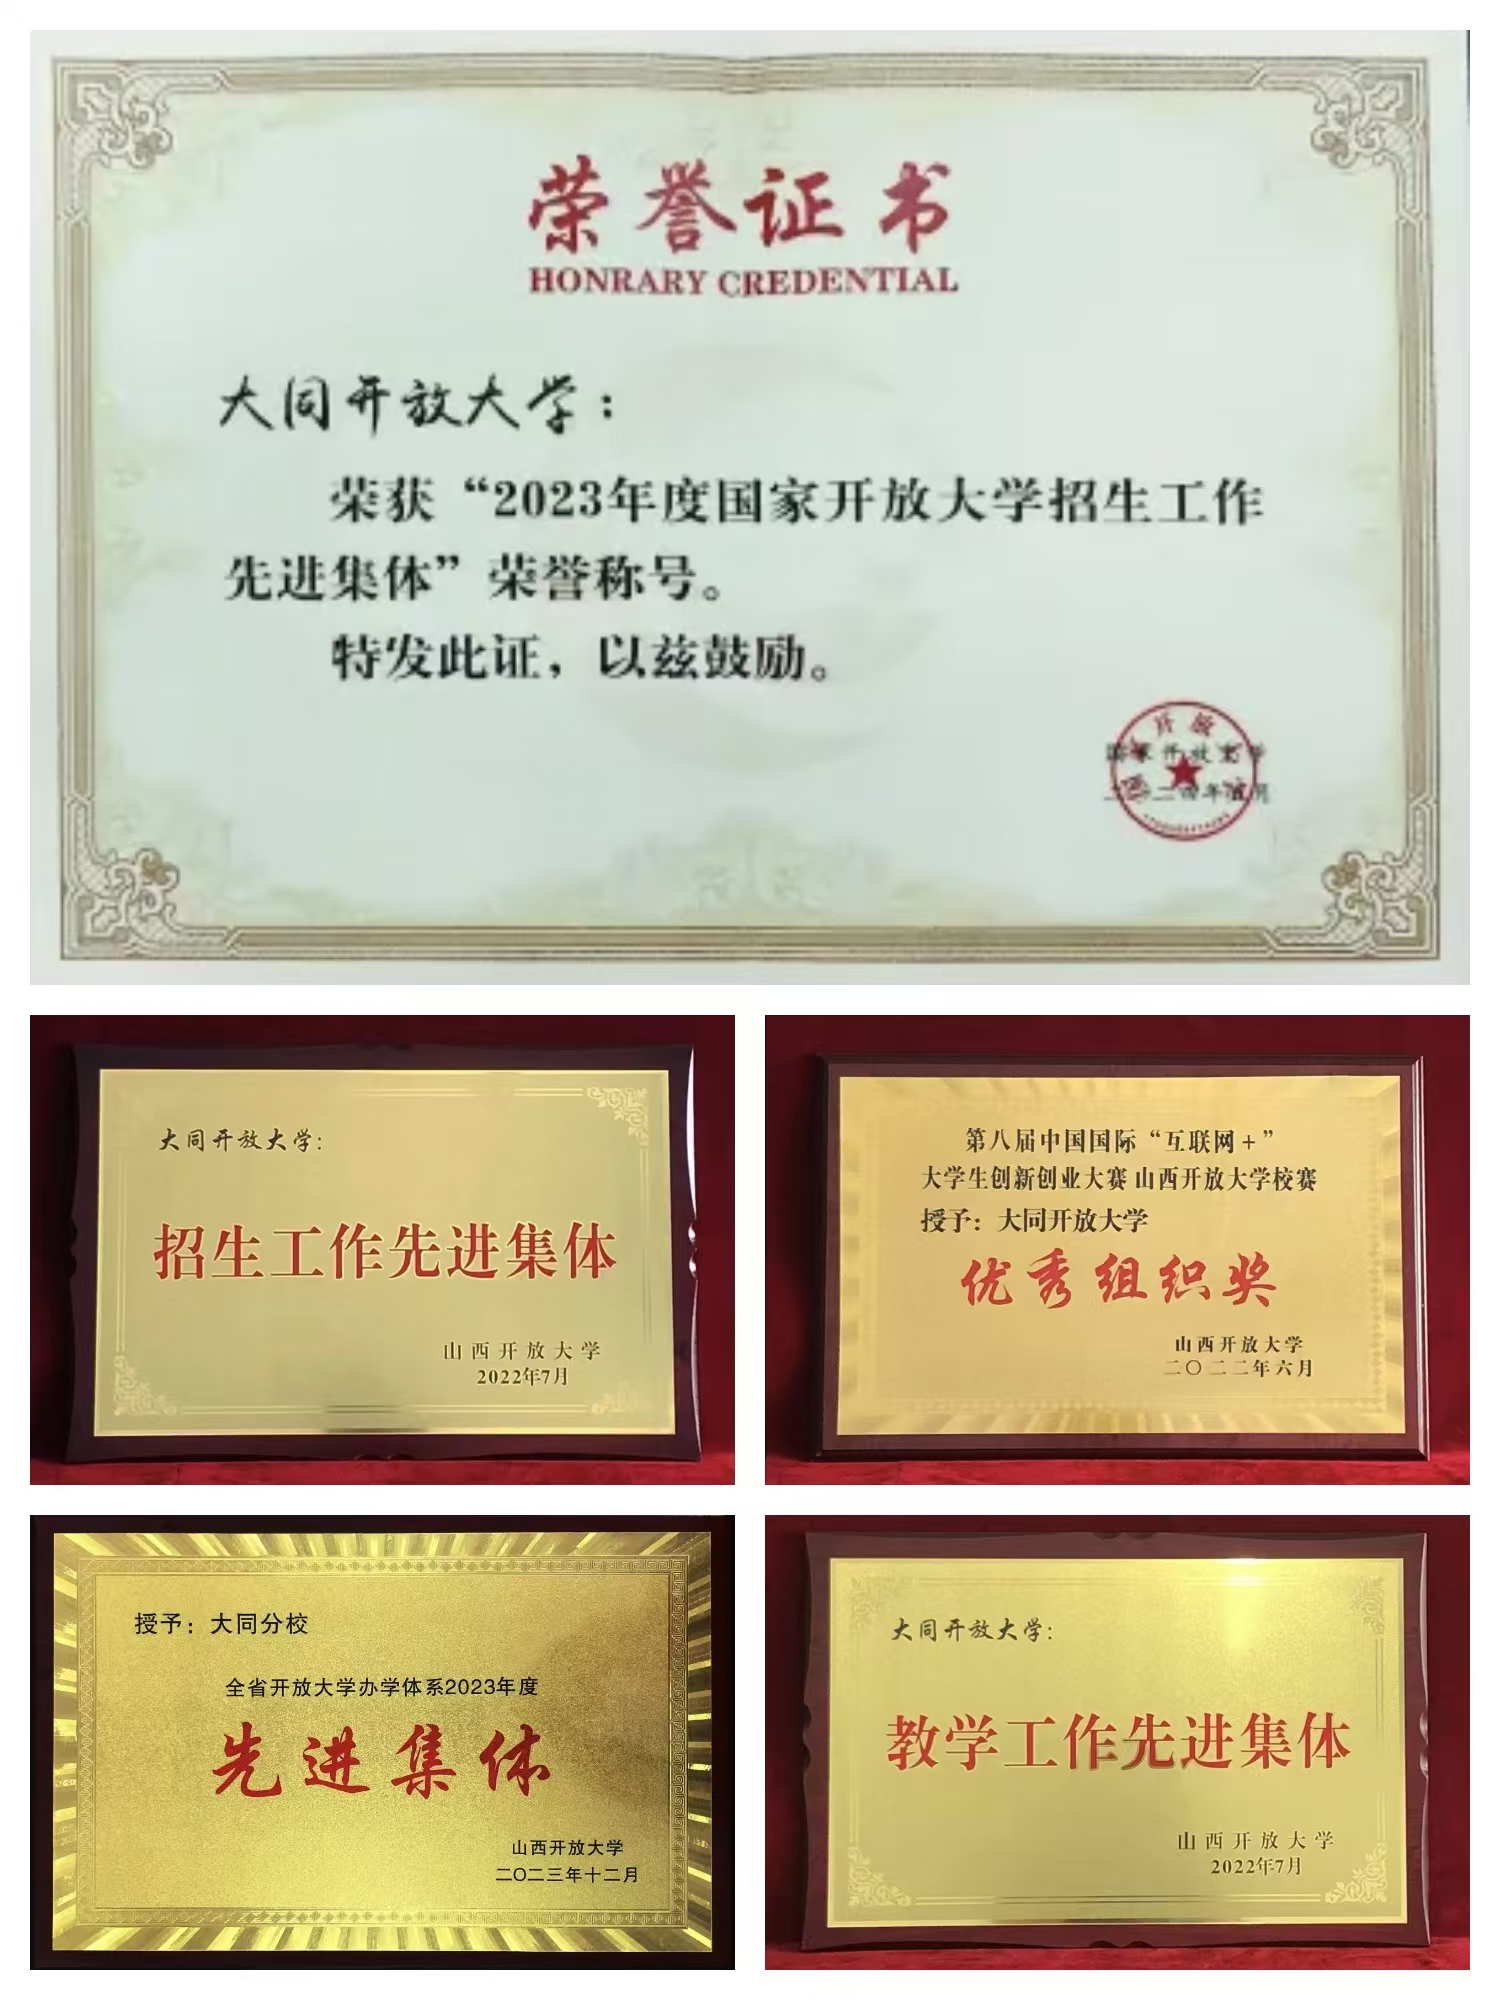 荣誉证书
HONRARY CREDENTIAL
大同开放大学：
荣获“2023年度国家开放大学招生工作
先进集体”荣誉称号。
特发此证，以兹鼓励。
国家开放大学
大同开放大学：
招生工作先进集体
山西开放大学
2022年7月
第八届中国国际“互联网+”
大学生创新创业大赛 山西开放大学校赛
授予：大同开放大学
优秀组织奖
山西开放大学
二〇二二年六月
授予：大同分校
全省开放大学办学体系2023年度
先进集体
山西开放大学
二〇二三年十二月
大同开放大学：
教学工作先进集体
山西开放大学
2022年7月